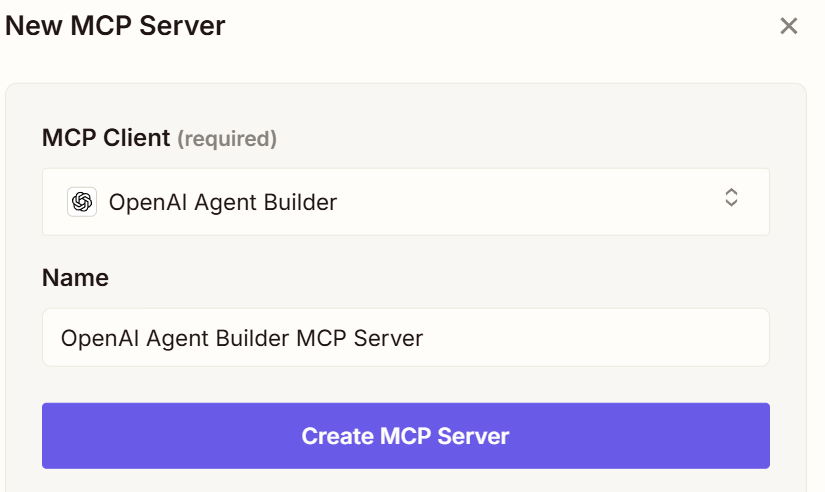 New MCP Server
MCP Client (required)
OpenAI Agent Builder
Name
OpenAI Agent Builder MCP Server
Create MCP Server